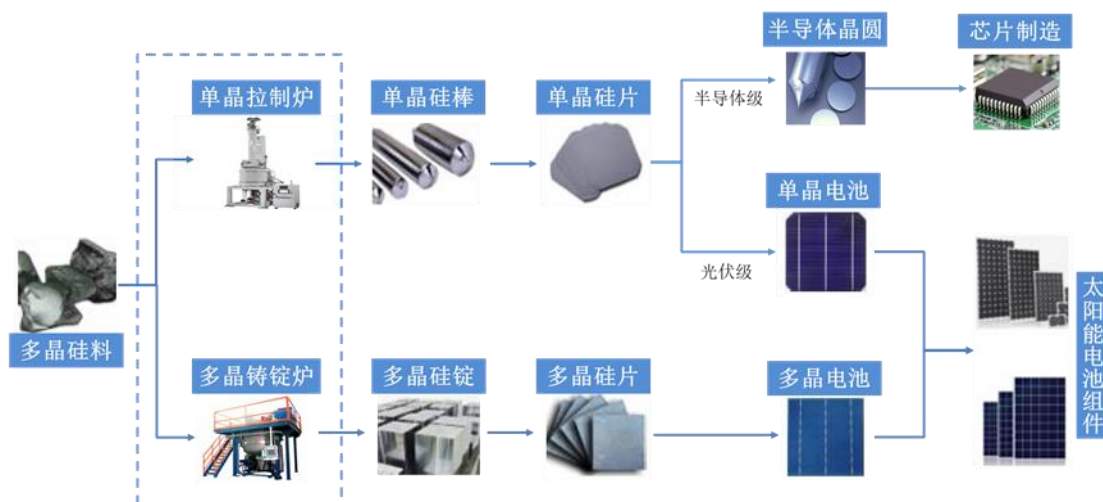 半导体晶圆
芯片制造
单晶拉制炉
单晶硅棒
单晶硅片
半导体级
单晶电池
光伏级
太阳能电池组件
多晶硅料
多晶铸锭炉
多晶硅锭
多晶硅片
多晶电池